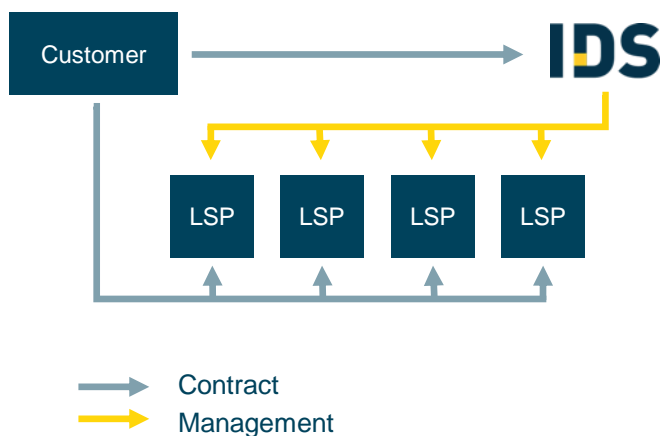 Customer
IDS
LSP
LSP
LSP
LSP
Contract
Management